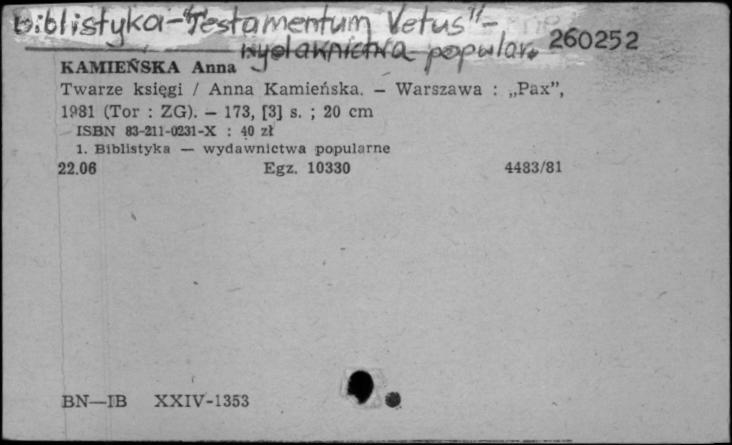 Biblistyka-"Testamentum Vetus"-
wydawnictwa popular. 260252
KAMIEŃSKA Anna
Twarze księgi / Anna Kamieńska. — Warszawa : „Pax”,
1981 (Tor : ZG). — 173, [3] s. ; 20 cm
ISBN 83-211-0231-X : 40 zł
1. Biblistyka — wydawnictwa popularne
22.06 Egz. 10330 4483/81
BN—IB XXIV-1353